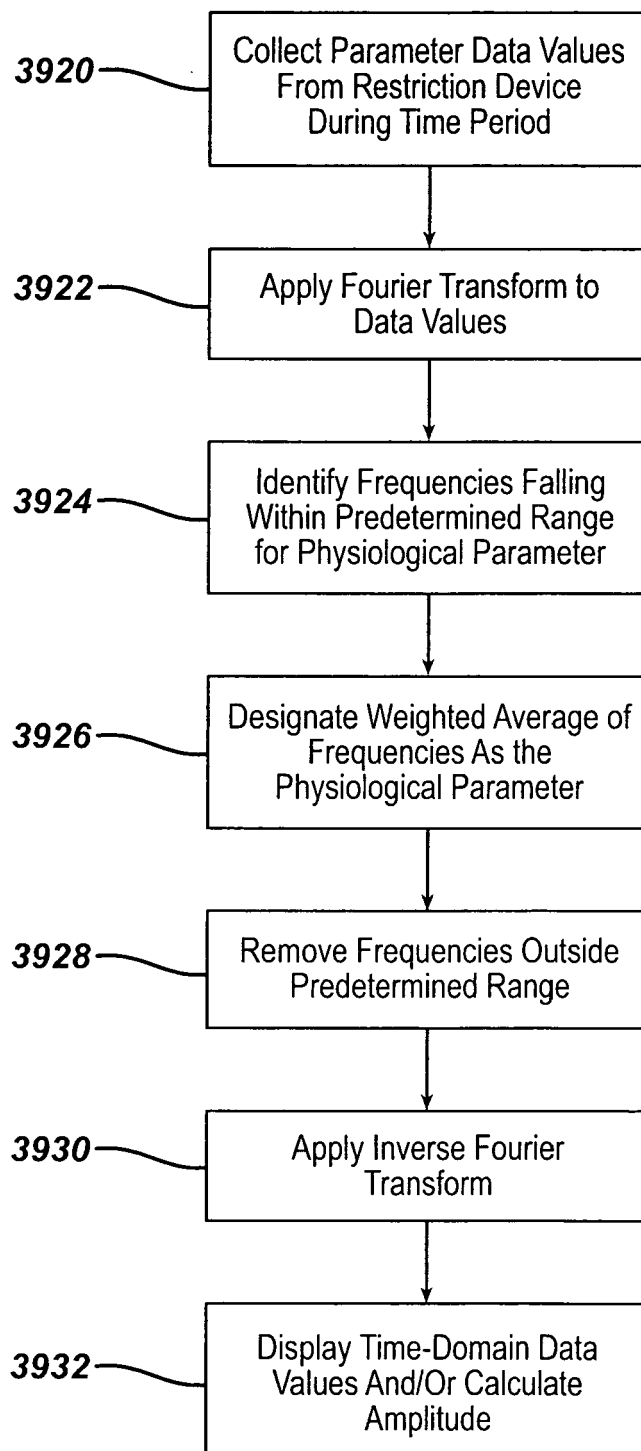 3920
Collect Parameter Data Values
From Restriction Device
During Time Period
3922
Apply Fourier Transform to
Data Values
3924
Identify Frequencies Falling
Within Predetermined Range
for Physiological Parameter
3926
Designate Weighted Average of
Frequencies As the
Physiological Parameter
3928
Remove Frequencies Outside
Predetermined Range
3930
Apply Inverse Fourier
Transform
3932
Display Time-Domain Data
Values And/Or Calculate
Amplitude